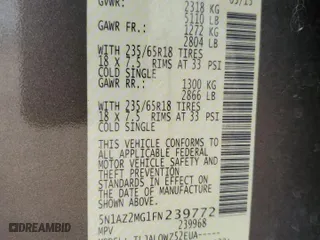 GVWR: 2318 KG
5110 LB
GAWR FR.: 1272 KG
2804 LB
WITH 235/65R18 TIRES
18 X 7.5 RIMS AT 33 PSI
COLD SINGLE
GAWR RR.: 1300 KG
2866 LB
WITH 235/65R18 TIRES
18 X 7.5 RIMS AT 33 PSI
COLD SINGLE
THIS VEHICLE CONFORMS TO
ALL APPLICABLE FEDERAL
MOTOR VEHICLE SAFETY AND
THEFT PREVENTION
STANDARDS IN EFFECT ON THE
DATE OF MANUFACTURE SHOWN
ABOVE.
5N1AZ2MG1FN239772
MPV 239968
DREAMBID
dreambid.com